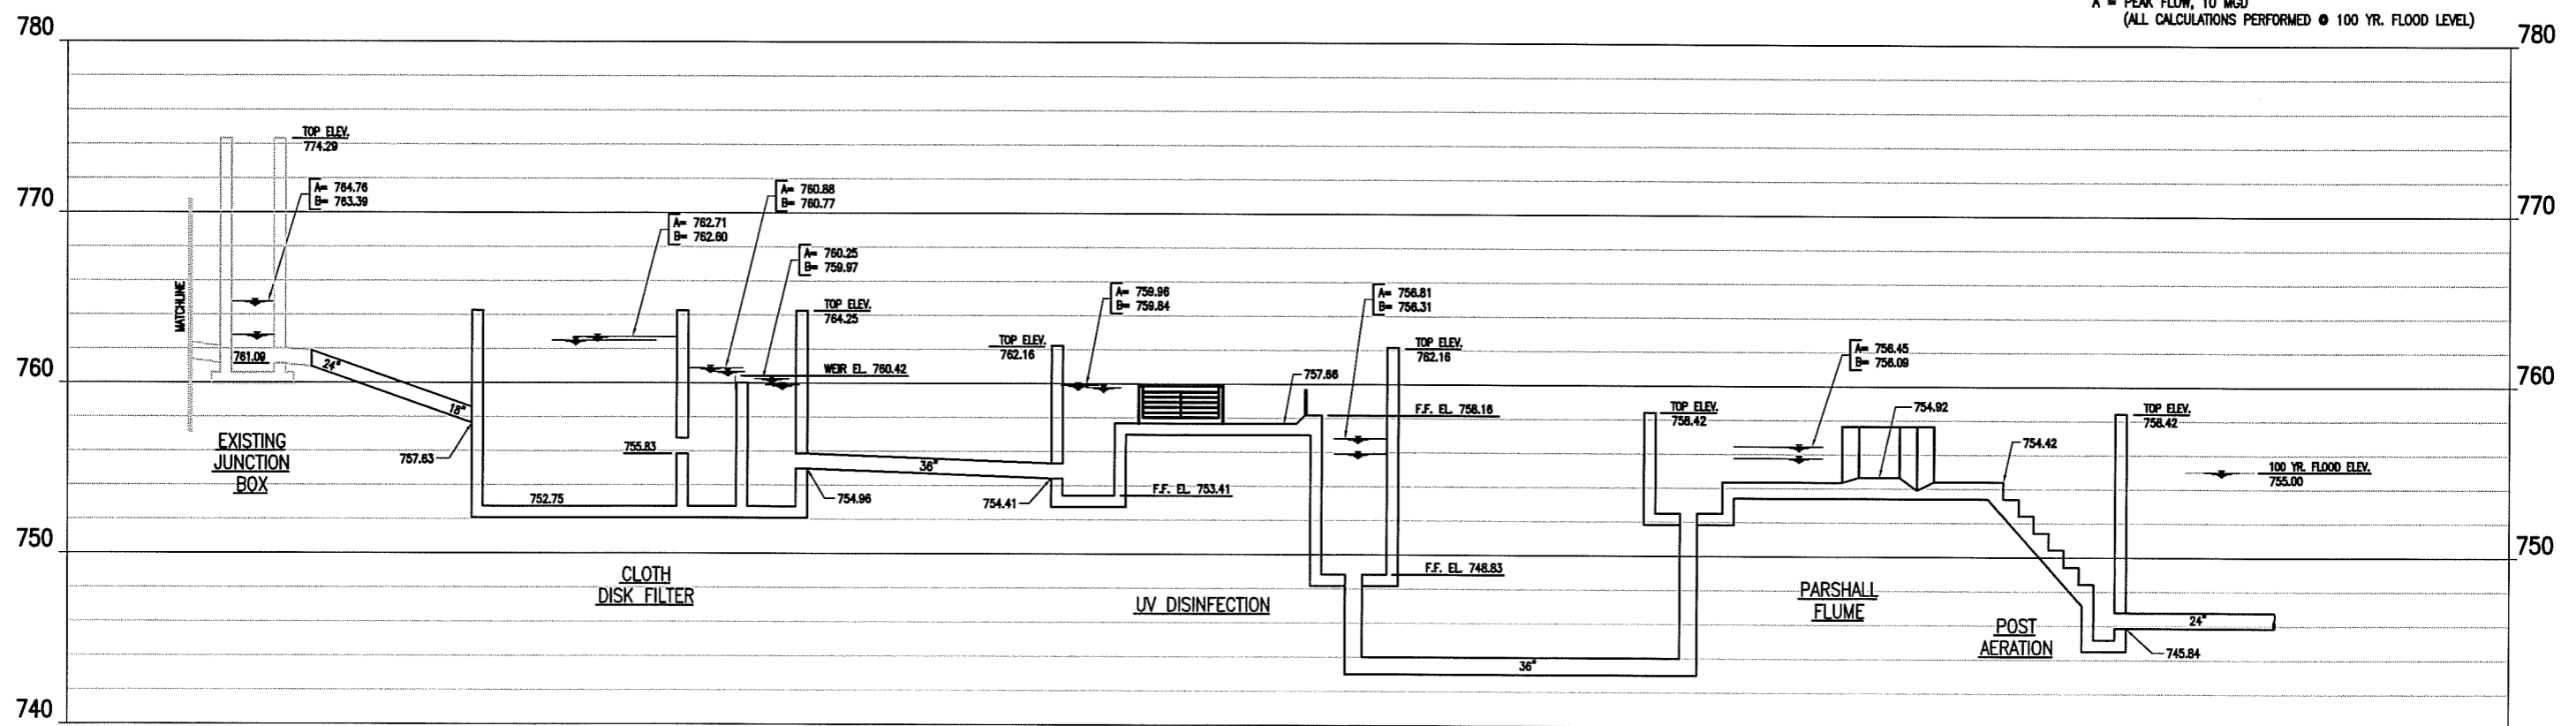 A = PEAK FLOW, 10 MGD
(ALL CALCULATIONS PERFORMED @ 100 YR. FLOOD LEVEL)
780
780
TOP ELEV.
774.29
770
770
A= 764.76
B= 763.39
A= 760.88
B= 760.77
A= 762.71
B= 762.60
A= 760.25
B= 759.97
MATCHLINE
TOP ELEV.
764.25
A= 759.96
B= 759.84
A= 756.81
B= 756.31
TOP ELEV.
762.16
TOP ELEV.
762.16
A= 756.45
B= 756.09
761.09
24"
WEIR EL. 760.42
757.66
760
760
18"
F.F. EL. 758.16
TOP ELEV.
758.42
754.92
TOP ELEV.
758.42
EXISTING
JUNCTION
BOX
757.63
755.83
36"
754.42
100 YR. FLOOD ELEV.
755.00
752.75
754.96
754.41
F.F. EL. 753.41
750
750
CLOTH
DISK FILTER
F.F. EL. 748.83
UV DISINFECTION
PARSHALL
FLUME
POST
AERATION
24"
745.84
36"
740